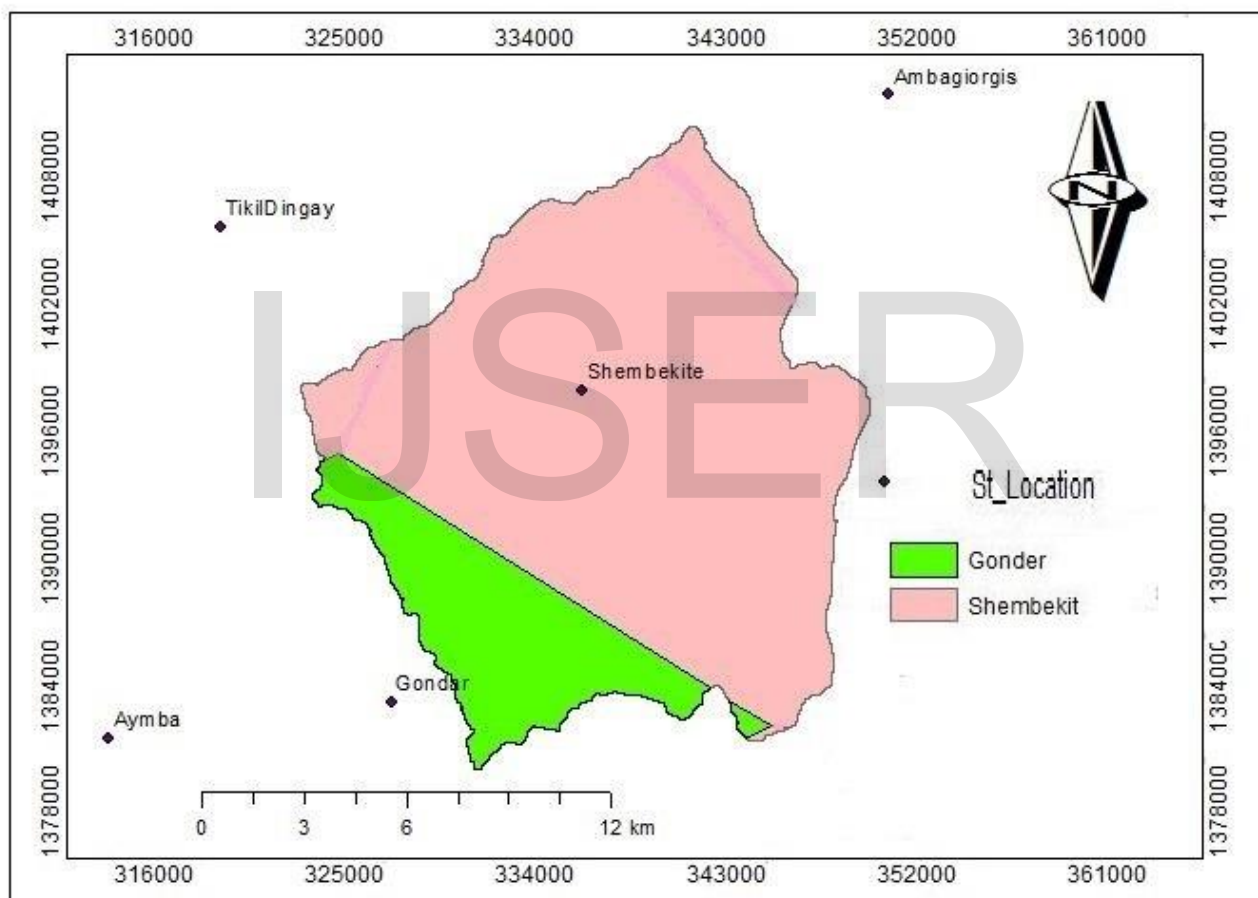 316000 325000 334000 343000 352000 361000
Ambagiorgis
1408000 1408000
N
TikilDingay
1402000 1402000
IJSER
Shembekite
1396000 1396000
St_Location
1390000 1390000
Gonder
Shembekit
1384000 138400C
Gondar
Aymba
1378000 1378000
0 3 6 12 km
316000 325000 334000 343000 352000 361000